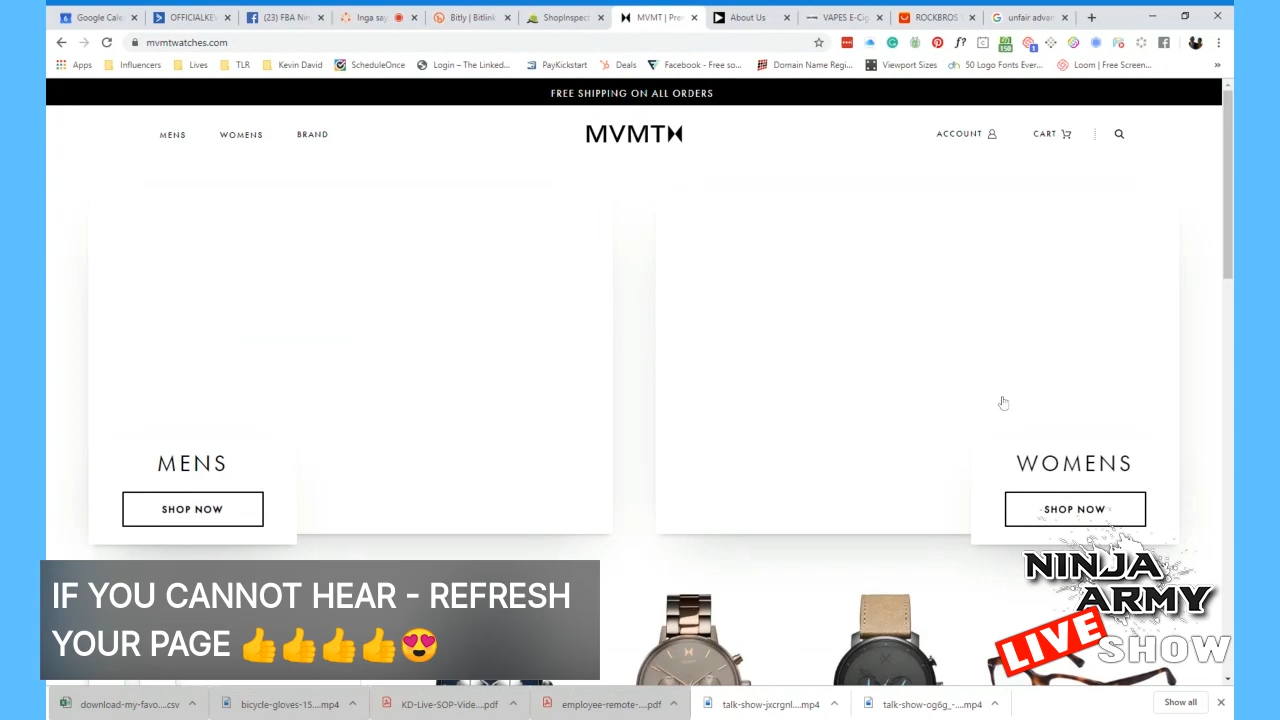 Google Cale
OFFICIALKEV
(23) FBA Nin
Inga say
Bitly | Bitlink
ShopInspect
MVMT | Pre
About Us
VAPES E-Cig
ROCKBROS
unfair advan
mvmtwatches.com
Apps
Influencers
Lives
TLR
Kevin David
ScheduleOnce
Login – The Linked...
PayKickstart
Deals
Facebook - Free so...
Domain Name Regi...
Viewport Sizes
50 Logo Fonts Ever...
Loom | Free Screen...
»
FREE SHIPPING ON ALL ORDERS
MENS WOMENS BRAND
MVMT
ACCOUNT CART
MENS
SHOP NOW
WOMENS
SHOP NOW
IF YOU CANNOT HEAR - REFRESH
YOUR PAGE 👍👍👍👍😍
NINJA
ARMY
LIVE SHOW
download-my-favo....csv
bicycle-gloves-15....mp4
KD-Live-SOP-Vide....pdf
employee-remote-....pdf
talk-show-jxcrgnl....mp4
talk-show-og6g_-....mp4
Show all